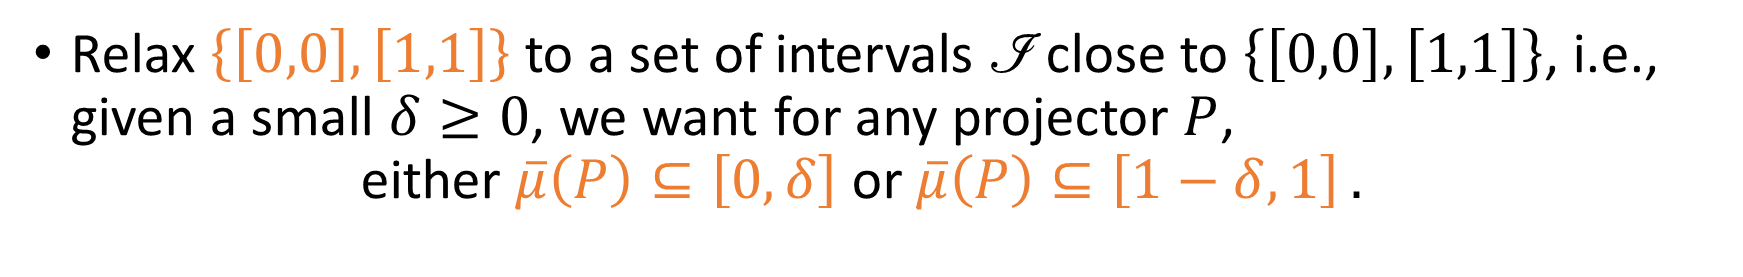 • Relax {[0,0], [1,1]} to a set of intervals ℐ close to {[0,0], [1,1]}, i.e.,
given a small 𝛿 ≥ 0, we want for any projector 𝑃,
either 𝜇̄(𝑃) ⊆ [0, 𝛿] or 𝜇̄(𝑃) ⊆ [1 − 𝛿, 1] .